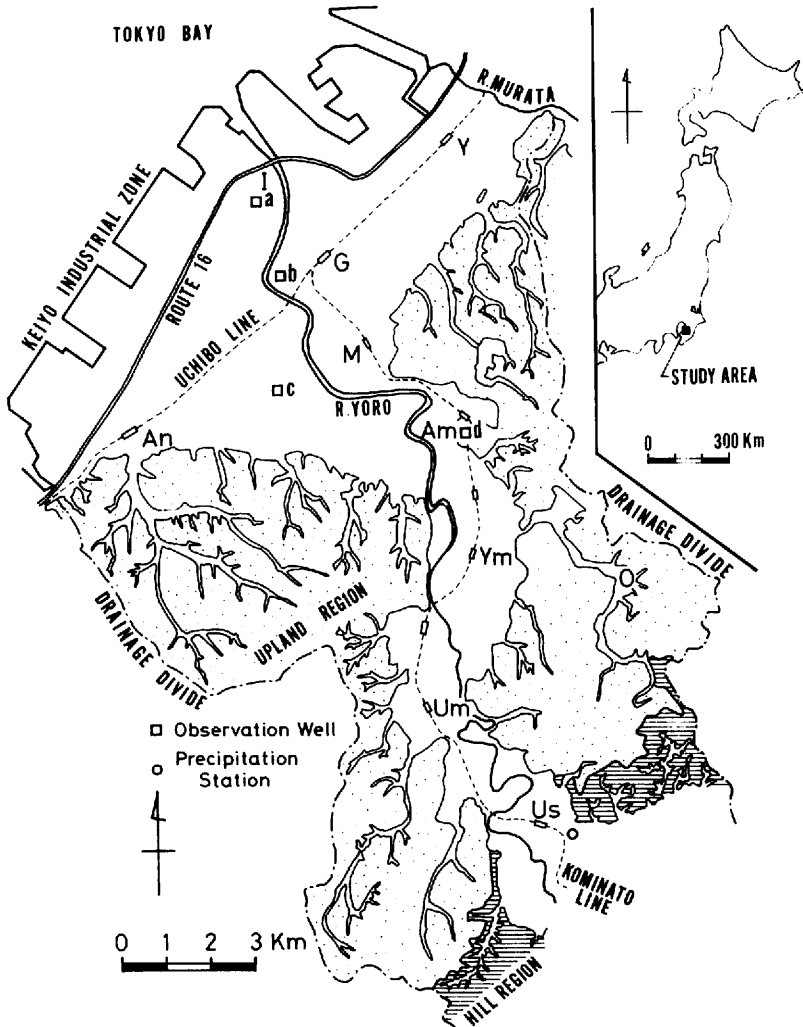 TOKYO BAY
R.MURATA
KEIYO INDUSTRIAL ZONE
Y
I
a
ROUTE 16
b
G
UCHIBO LINE
M
STUDY AREA
c
R.YORO
An
Am
d
0 300 Km
DRAINAGE DIVIDE
Ym
O
UPLAND REGION
DRAINAGE DIVIDE
Um
Observation Well
Precipitation
Station
Us
KOMINATO
LINE
0 1 2 3 Km
HILL REGION